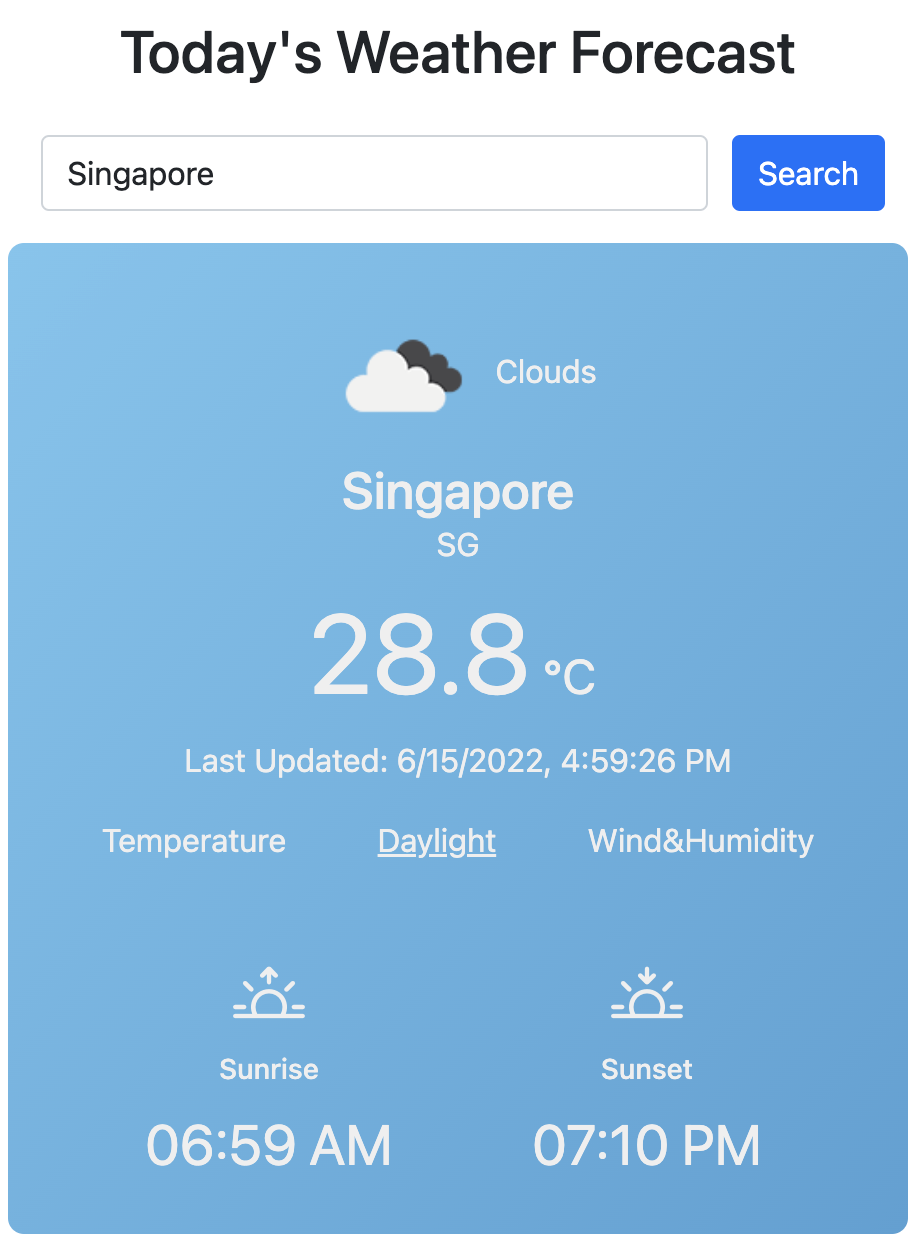 Today's Weather Forecast
Singapore Search
Clouds
Singapore
SG
28.8 °C
Last Updated: 6/15/2022, 4:59:26 PM
Temperature Daylight Wind&Humidity
Sunrise Sunset
06:59 AM 07:10 PM